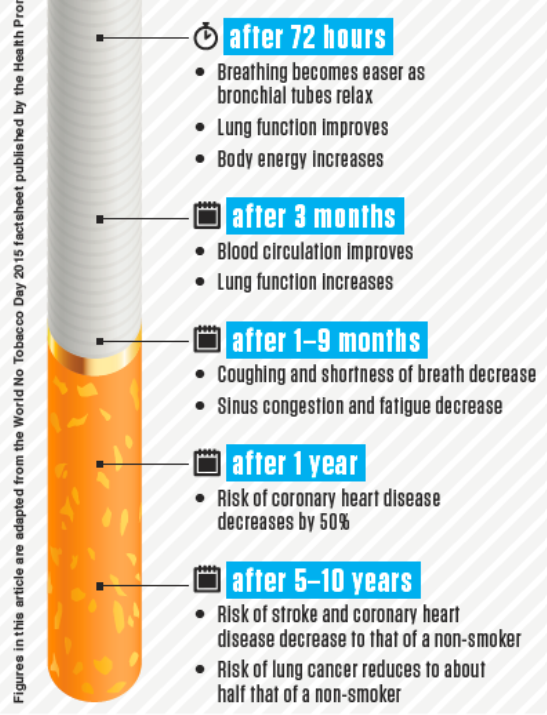 after 72 hours
• Breathing becomes easer as
bronchial tubes relax
• Lung function improves
• Body energy increases
after 3 months
• Blood circulation improves
• Lung function increases
after 1–9 months
• Coughing and shortness of breath decrease
• Sinus congestion and fatigue decrease
after 1 year
• Risk of coronary heart disease
decreases by 50%
after 5–10 years
• Risk of stroke and coronary heart
disease decrease to that of a non-smoker
• Risk of lung cancer reduces to about
half that of a non-smoker
Figures in this article are adapted from the World No Tobacco Day 2015 factsheet published by the Health